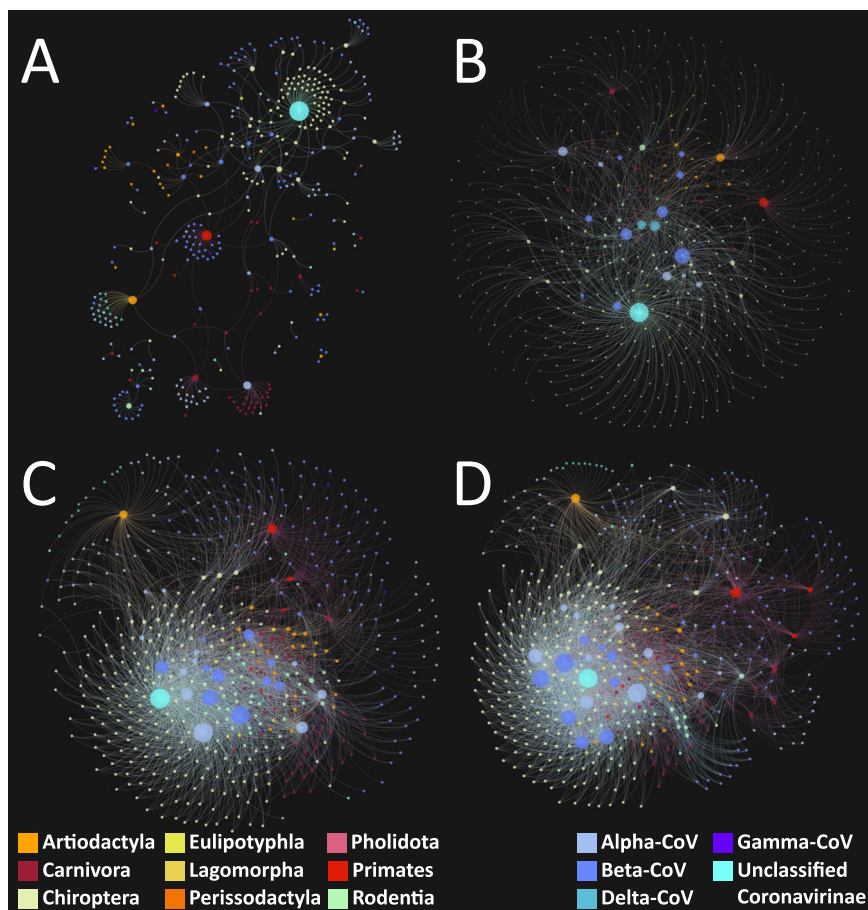 A
B
C
D
Artiodactyla Eulipotyphla Pholidota Alpha-CoV Gamma-CoV
Carnivora Lagomorpha Primates Beta-CoV Unclassified
Chiroptera Perissodactyla Rodentia Delta-CoV Coronavirinae